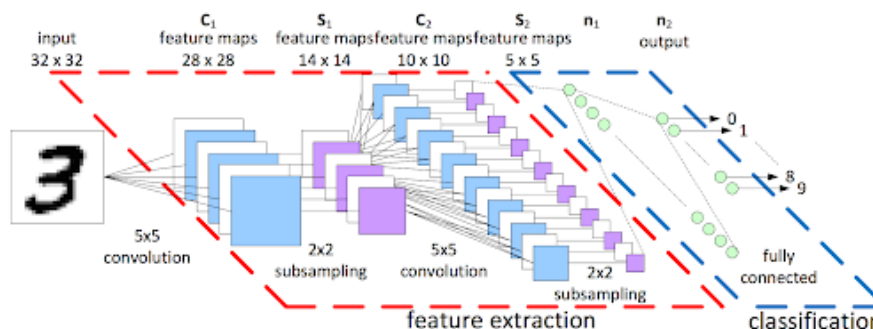 C1 S1 C2 S2 n1 n2
input feature maps feature maps feature maps feature maps output
32 x 32 28 x 28 14 x 14 10 x 10 5 x 5
0
1
3
8
9
5x5
convolution
2x2
subsampling
5x5
convolution
2x2
subsampling
fully
connected
feature extraction
classification